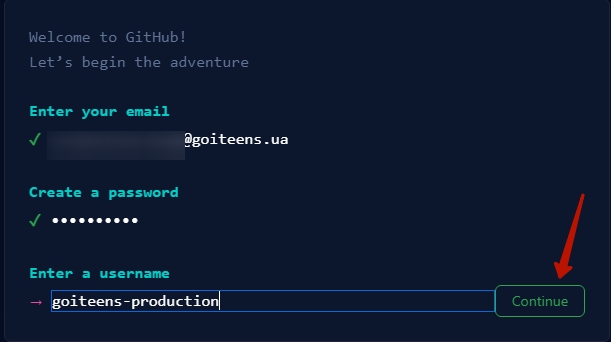 Welcome to GitHub!
Let’s begin the adventure
Enter your email
✓ @goiteens.ua
Create a password
✓ ••••••••••
Enter a username
→ goiteens-production Continue